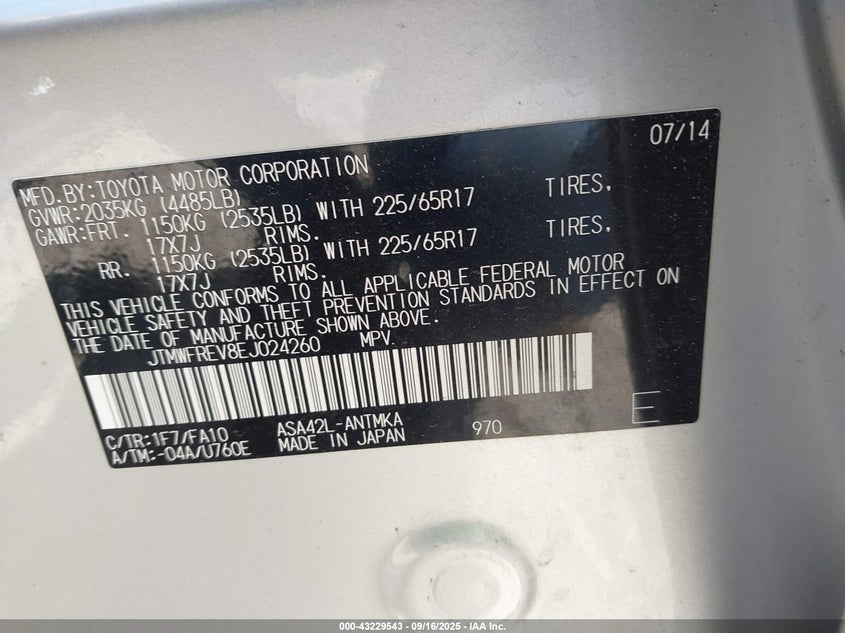 07/14
MFD.BY:TOYOTA MOTOR CORPORATION
GVWR:2035KG (4485LB)
GAWR:FRT. 1150KG (2535LB) WITH 225/65R17 TIRES,
17X7J RIMS.
RR. 1150KG (2535LB) WITH 225/65R17 TIRES,
17X7J RIMS.
THIS VEHICLE CONFORMS TO ALL APPLICABLE FEDERAL MOTOR
VEHICLE SAFETY AND THEFT PREVENTION STANDARDS IN EFFECT ON
THE DATE OF MANUFACTURE SHOWN ABOVE.
JTMWFREV8EJ024260 MPV.
C/TR:1F7/FA10 ASA42L-ANTMKA
A/TM:-04A/U760E MADE IN JAPAN 970 E
000-43229543 - 09/16/2025 - IAA Inc.